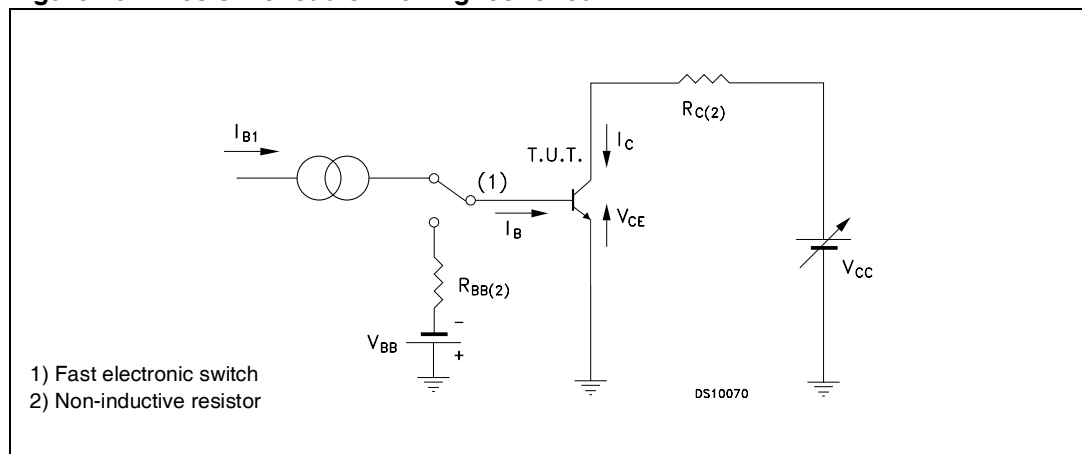 I_B1
R_C(2)
T.U.T.
I_C
(1)
I_B
V_CE
R_BB(2)
V_CC
V_BB
-
+
1) Fast electronic switch
2) Non-inductive resistor
DS10070